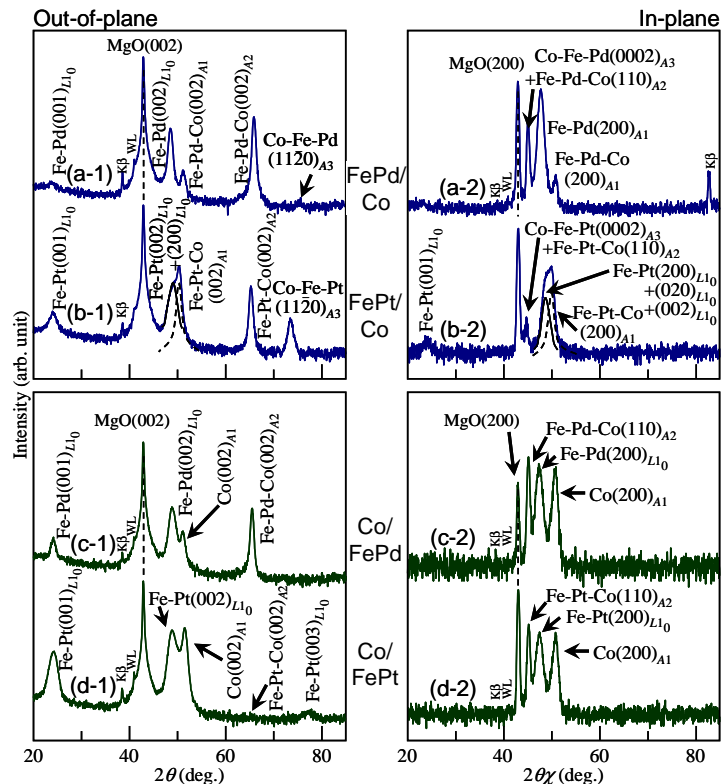 Out-of-plane
In-plane
MgO(002)
Fe-Pd(001)L10
Kβ
WL
Fe-Pd(002)L10
Fe-Pd-Co(002)A1
Fe-Pd-Co(002)A2
Co-Fe-Pd
(112̅0)A3
(a-1)
MgO(200)
Co-Fe-Pd(0002)A3
+Fe-Pd-Co(110)A2
Fe-Pd(200)A1
Fe-Pd-Co
(200)A1
Kβ
WL
Kβ
(a-2)
FePd/
Co
Fe-Pt(001)L10
Kβ
WL
Fe-Pt(002)L10
+(200)L10
Fe-Pt-Co
(002)A1
Fe-Pt-Co(002)A2
Co-Fe-Pt
(112̅0)A3
(b-1)
Fe-Pt(001)L10
Co-Fe-Pt(0002)A3
+Fe-Pt-Co(110)A2
Fe-Pt(200)L10
+(020)L10
+(002)L10
Fe-Pt-Co
(200)A1
(b-2)
FePt/
Co
Intensity (arb. unit)
MgO(002)
Fe-Pd(001)L10
Kβ
WL
Fe-Pd(002)L10
Co(002)A1
Fe-Pd-Co(002)A2
(c-1)
MgO(200)
Fe-Pd-Co(110)A2
Fe-Pd(200)L10
Co(200)A1
Kβ
WL
(c-2)
Co/
FePd
Fe-Pt(001)L10
Kβ
WL
Fe-Pt(002)L10
Co(002)A1
Fe-Pt-Co(002)A2
Fe-Pt(003)L10
(d-1)
Fe-Pt-Co(110)A2
Fe-Pt(200)L10
Co(200)A1
Kβ
WL
(d-2)
Co/
FePt
20 40 60 80
20 40 60 80
2θ (deg.)
2θχ (deg.)